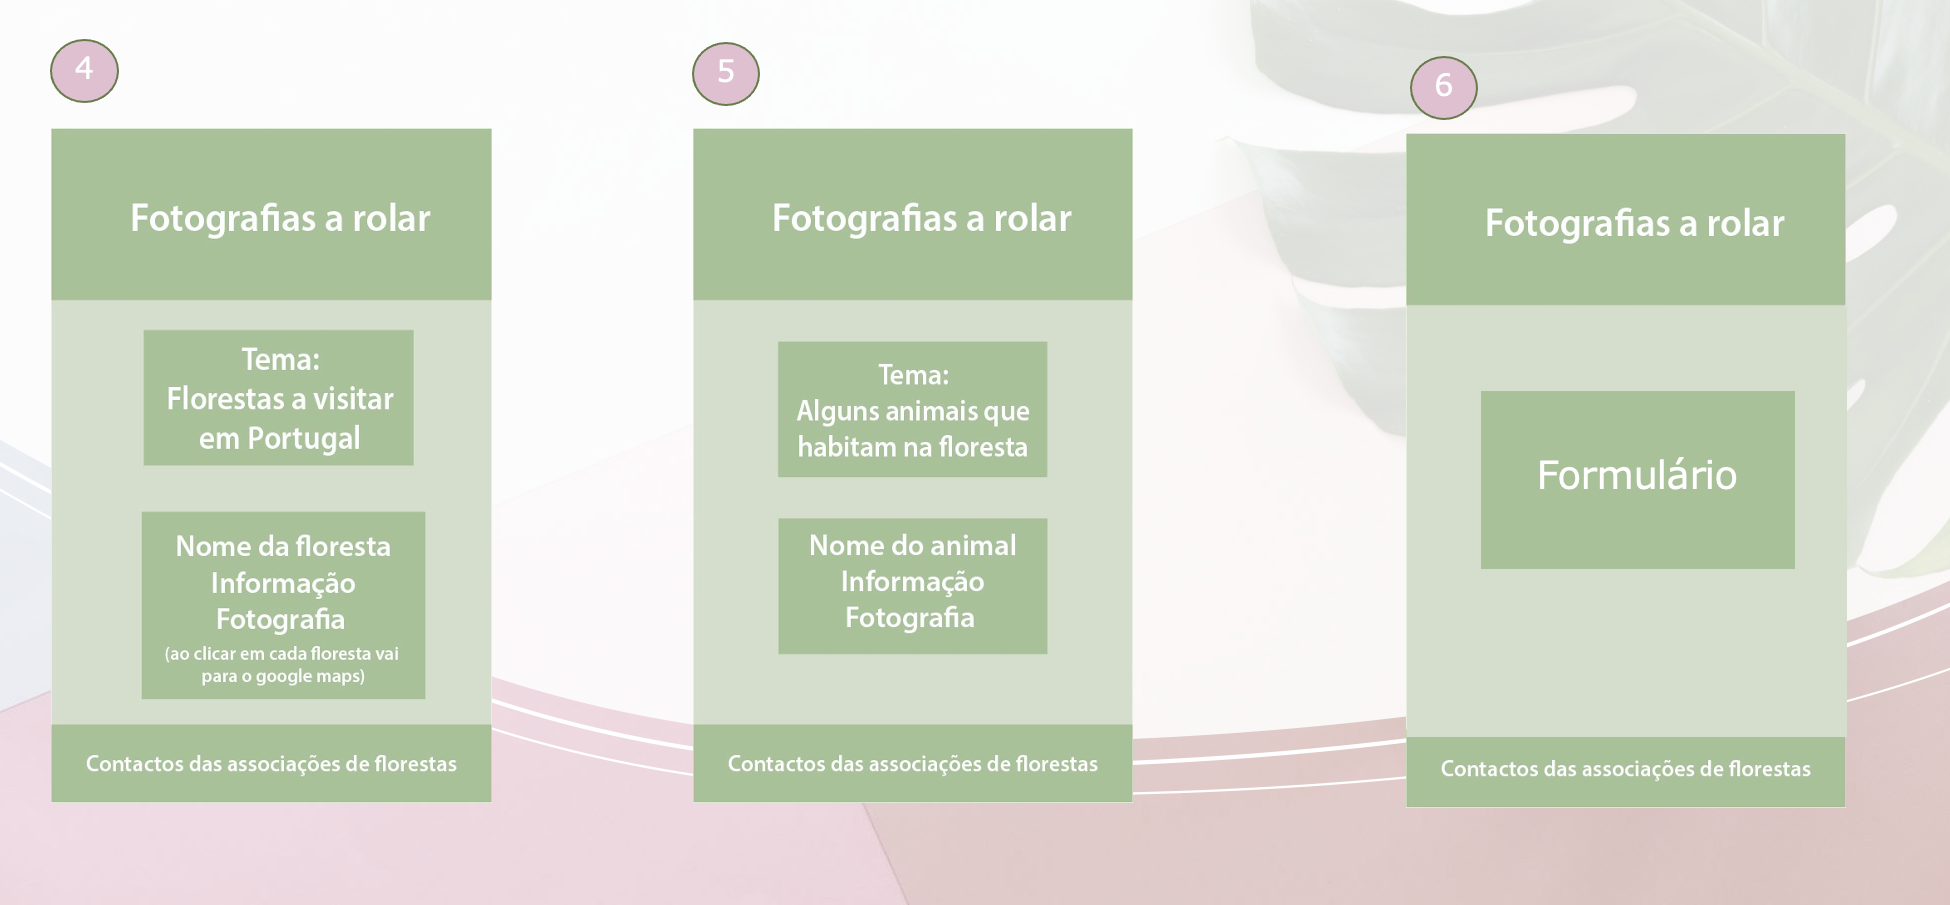 4
Fotografias a rolar
Tema:
Florestas a visitar
em Portugal
Nome da floresta
Informação
Fotografia
(ao clicar em cada floresta vai
para o google maps)
Contactos das associações de florestas
5
Fotografias a rolar
Tema:
Alguns animais que
habitam na floresta
Nome do animal
Informação
Fotografia
Contactos das associações de florestas
6
Fotografias a rolar
Formulário
Contactos das associações de florestas